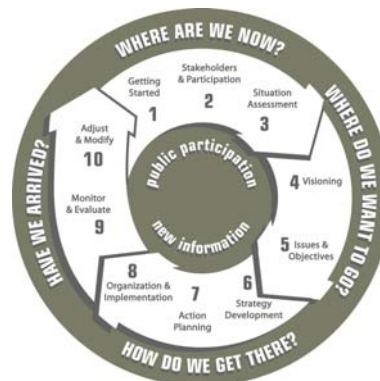 WHERE ARE WE NOW?
Getting
Started
1
Stakeholders
& Participation
2
Situation
Assessment
3
WHERE DO WE WANT TO GO?
4 Visioning
5 Issues &
Objectives
HOW DO WE GET THERE?
6
Strategy
Development
7
Action
Planning
8
Organization &
Implementation
HAVE WE ARRIVED?
Monitor
& Evaluate
9
Adjust
& Modify
10
public participation
new information